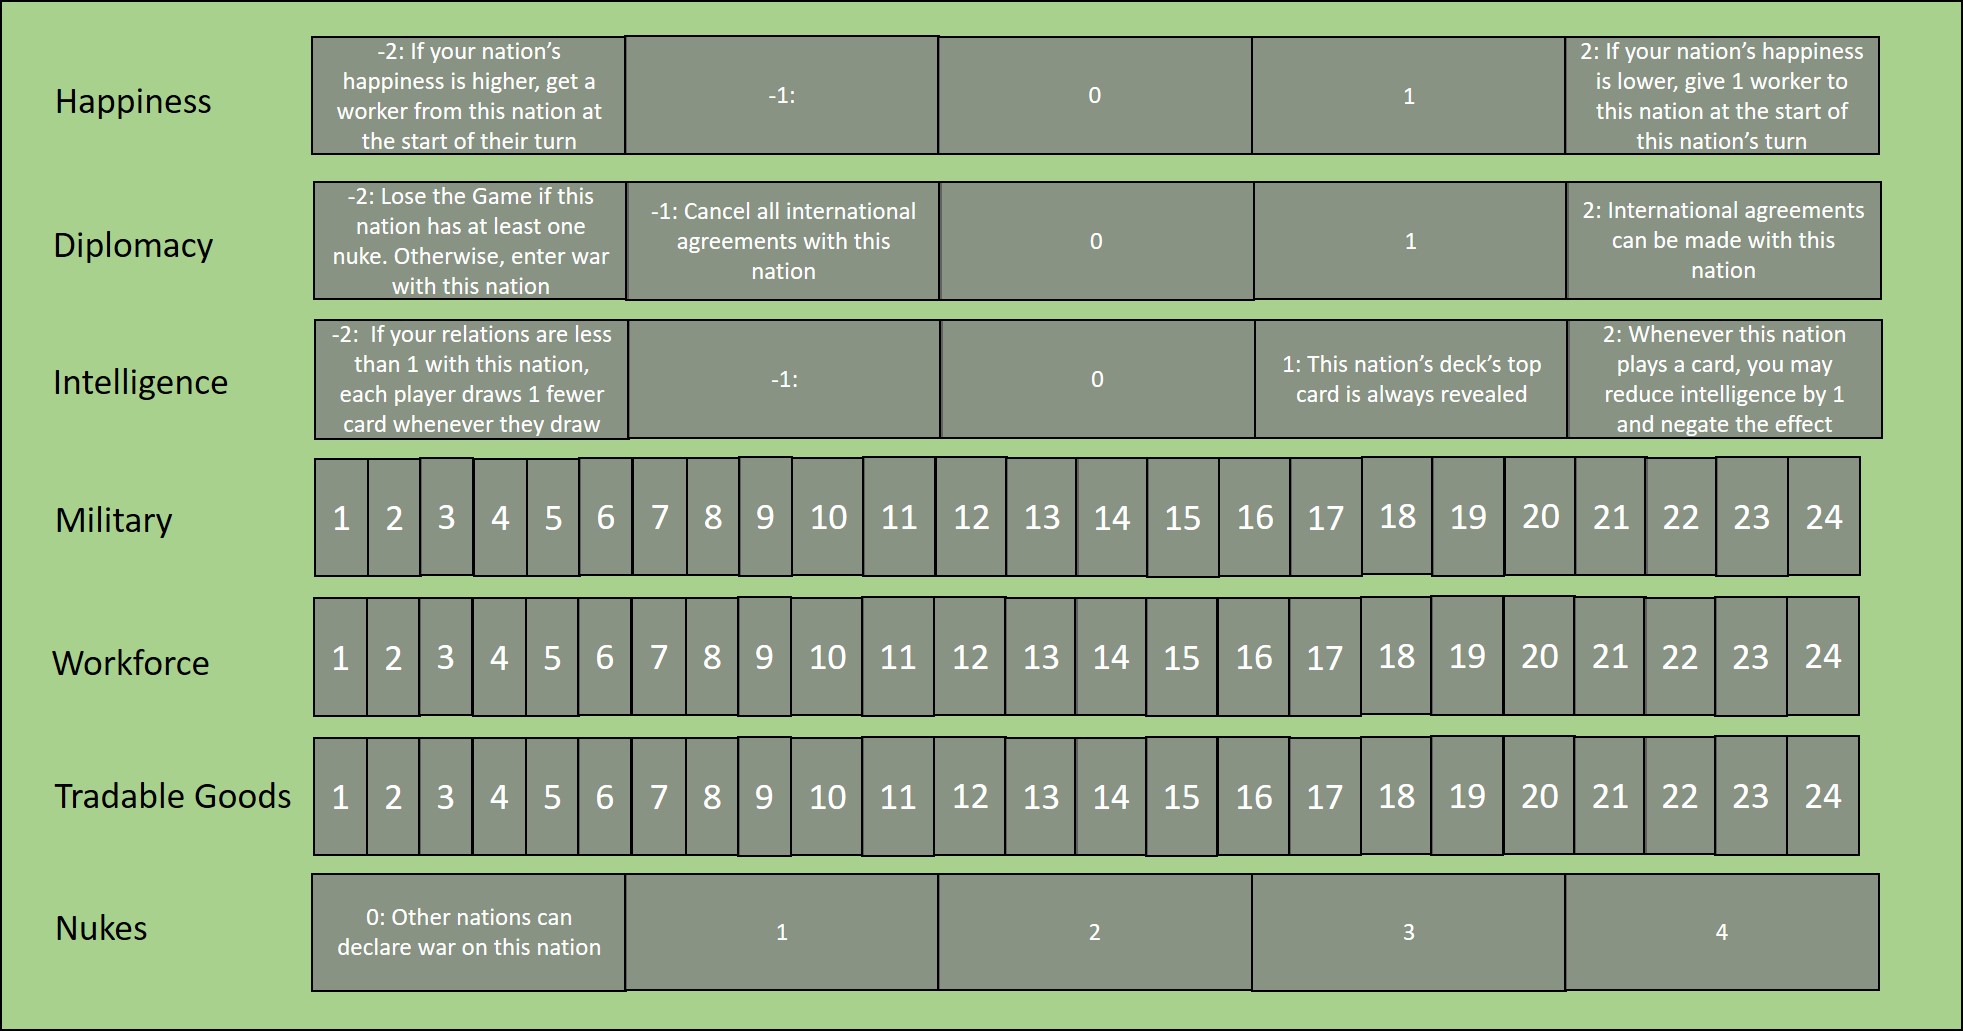 Happiness
-2: If your nation's
happiness is higher, get a
worker from this nation at
the start of their turn
-1:
0
1
2: If your nation's happiness
is lower, give 1 worker to
this nation at the start of
this nation's turn
Diplomacy
-2: Lose the Game if this
nation has at least one
nuke. Otherwise, enter war
with this nation
-1: Cancel all international
agreements with this
nation
0
1
2: International agreements
can be made with this
nation
Intelligence
-2:  If your relations are less
than 1 with this nation,
each player draws 1 fewer
card whenever they draw
-1:
0
1: This nation's deck's top
card is always revealed
2: Whenever this nation
plays a card, you may
reduce intelligence by 1
and negate the effect
Military
1 2 3 4 5 6 7 8 9 10 11 12 13 14 15 16 17 18 19 20 21 22 23 24
Workforce
1 2 3 4 5 6 7 8 9 10 11 12 13 14 15 16 17 18 19 20 21 22 23 24
Tradable Goods
1 2 3 4 5 6 7 8 9 10 11 12 13 14 15 16 17 18 19 20 21 22 23 24
Nukes
0: Other nations can
declare war on this nation
1
2
3
4